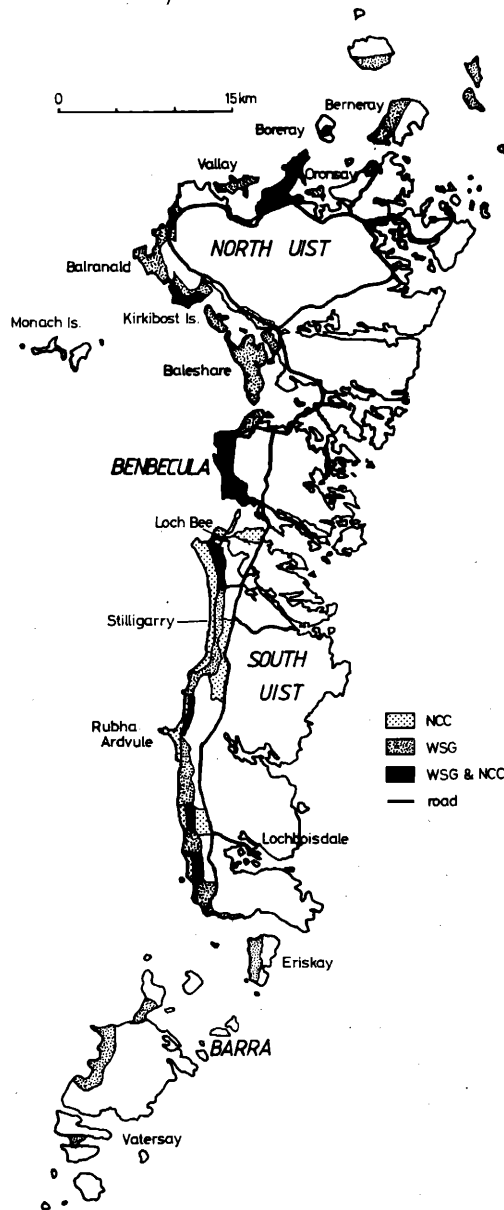 0 15km
Berneray
Boreray
Vallay
Oronsay
NORTH UIST
Balranald
Monach Is.
Kirkibost Is.
Baleshare
BENBECULA
Loch Bee
Stilligarry
SOUTH
UIST
Rubha
Ardvule
NCC
WSG
WSG & NCC
road
Lochboisdale
Eriskay
BARRA
Vatersay